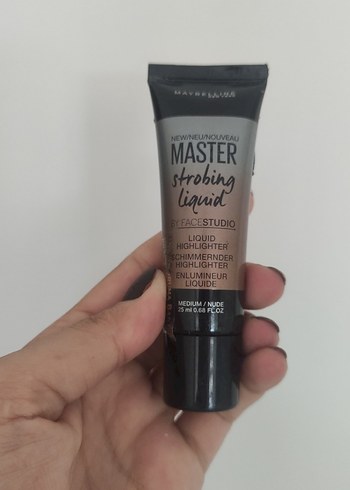 MAYBELLINE
NEW/NEU/NOUVEAU
MASTER
strobing
liquid
BY FACESTUDIO
LIQUID
HIGHLIGHTER
SCHIMMERNDER
HIGHLIGHTER
ENLUMINEUR
LIQUIDE
MEDIUM / NUDE
25 ml 0.68 FL.OZ